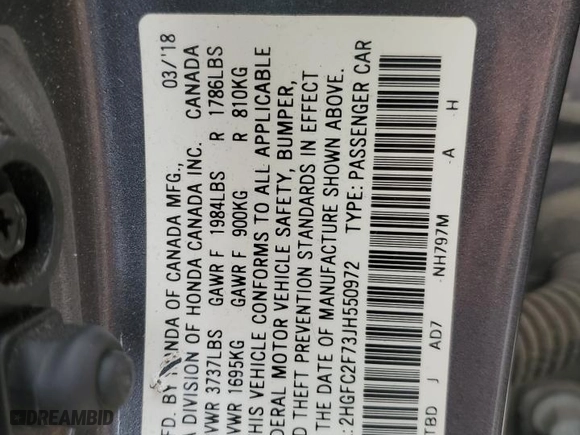 FD. BY HONDA OF CANADA MFG., 03/'18
A DIVISION OF HONDA CANADA INC. CANADA
VWR 3737LBS GAWR F 1984LBS R 1786LBS
VWR 1695KG GAWR F 900KG R 810KG
HIS VEHICLE CONFORMS TO ALL APPLICABLE
DERAL MOTOR VEHICLE SAFETY, BUMPER,
D THEFT PREVENTION STANDARDS IN EFFECT
THE DATE OF MANUFACTURE SHOWN ABOVE.
: 2HGFC2F73JH550972 TYPE: PASSENGER CAR
TBD J AD7 -NH797M -A -H
DREAMBID